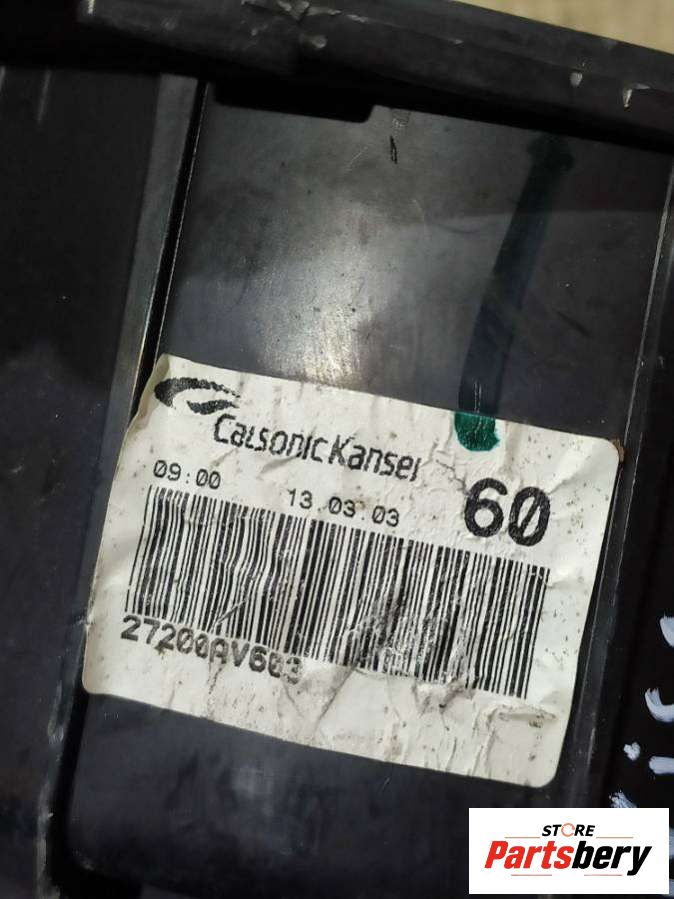 CalsonicKansei
09:00
13.03.03
60
27200AV603
STORE
Partsbery